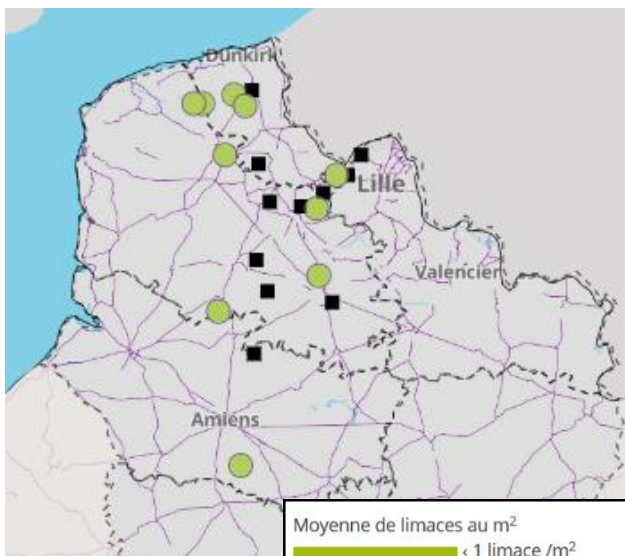 Dunkirk
Lille
Valencien
Amiens
Moyenne de limaces au m²
‹ 1 limace /m²